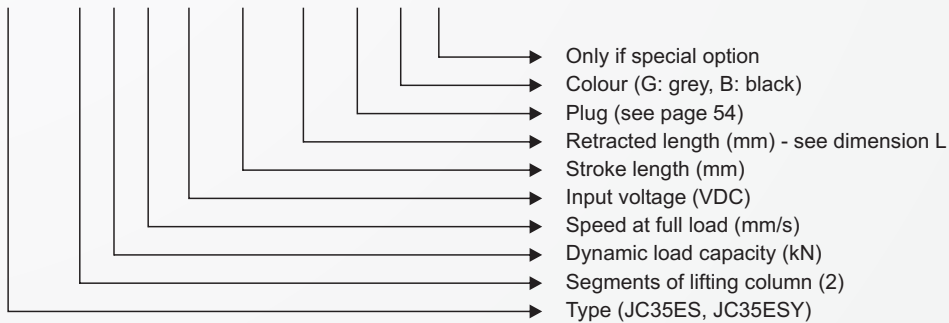 Only if special option
Colour (G: grey, B: black)
Plug (see page 54)
Retracted length (mm) - see dimension L
Stroke length (mm)
Input voltage (VDC)
Speed at full load (mm/s)
Dynamic load capacity (kN)
Segments of lifting column (2)
Type (JC35ES, JC35ESY)